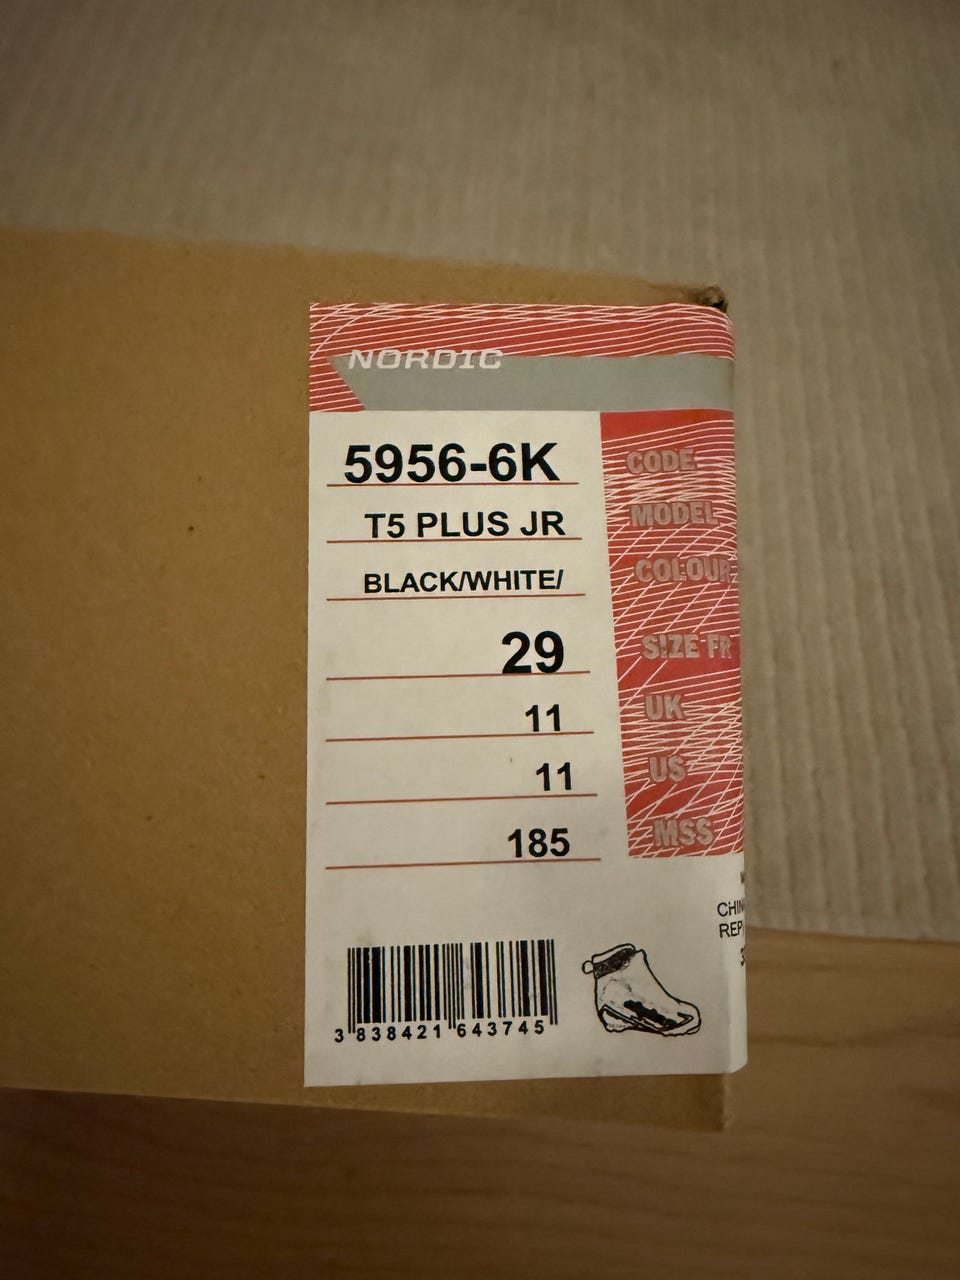 NORDIC
5956-6K CODE
T5 PLUS JR MODEL
BLACK/WHITE/ COLOUR
29 SIZE FR
11 UK
11 US
185 MSS
3 838421 643745